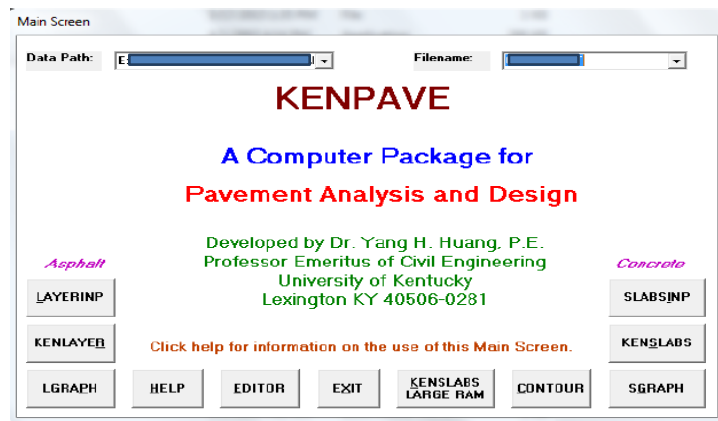 Main Screen
Data Path: E: Filename:
KENPAVE
A Computer Package for
Pavement Analysis and Design
Developed by Dr. Yang H. Huang, P.E.
Professor Emeritus of Civil Engineering
University of Kentucky
Lexington KY 40506-0281
Asphalt Concrete
LAYERINP SLABSINP
KENLAYER KENSLABS
Click help for information on the use of this Main Screen.
LGRAPH HELP EDITOR EXIT KENSLABS LARGE RAM CONTOUR SGRAPH